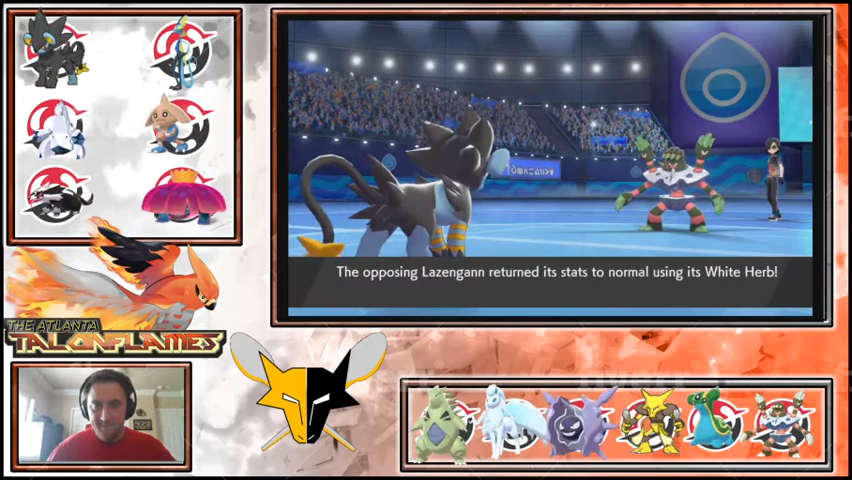 The opposing Lazengann returned its stats to normal using its White Herb!
THE ATLANTA
TALONFLAMES